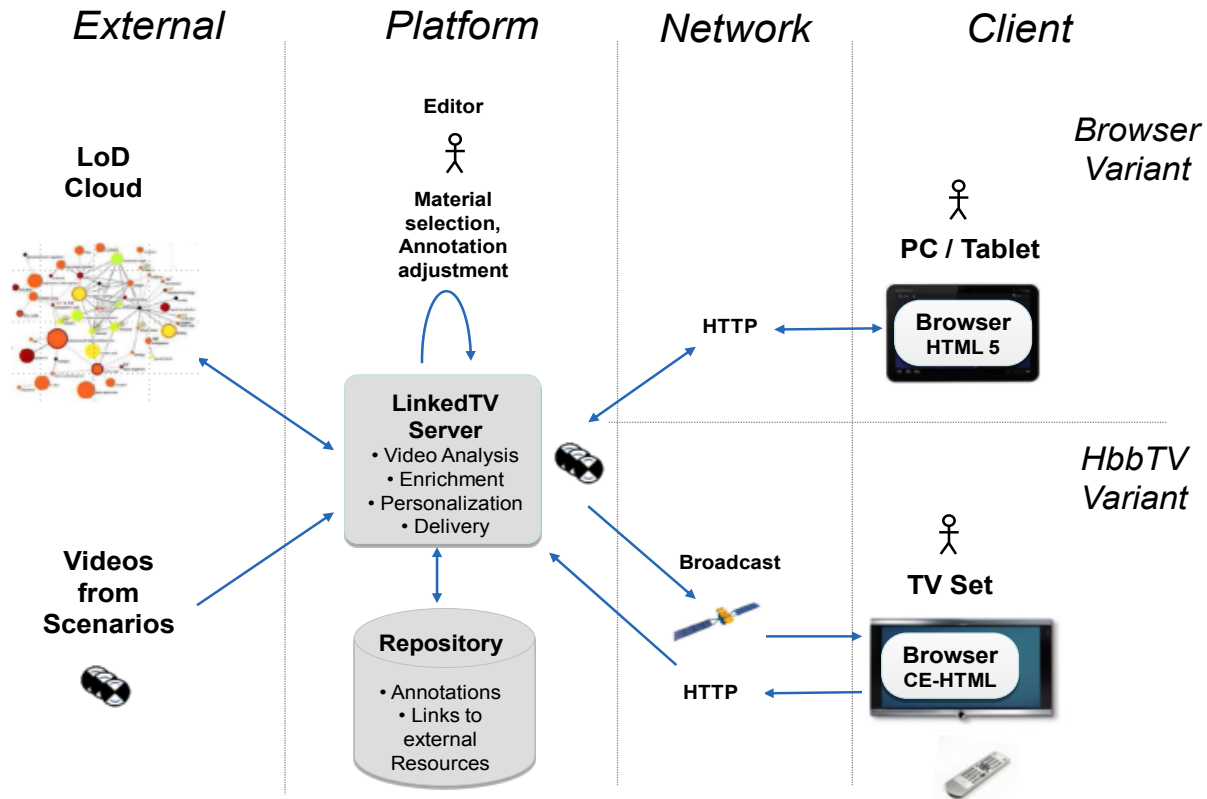 External
Platform
Network
Client
Editor
Browser
Variant
LoD
Cloud
Material
selection,
Annotation
adjustment
PC / Tablet
HTTP
Browser
HTML 5
LinkedTV
Server
• Video Analysis
• Enrichment
• Personalization
• Delivery
HbbTV
Variant
Videos
from
Scenarios
Broadcast
TV Set
Repository
• Annotations
• Links to
external
Resources
HTTP
Browser
CE-HTML